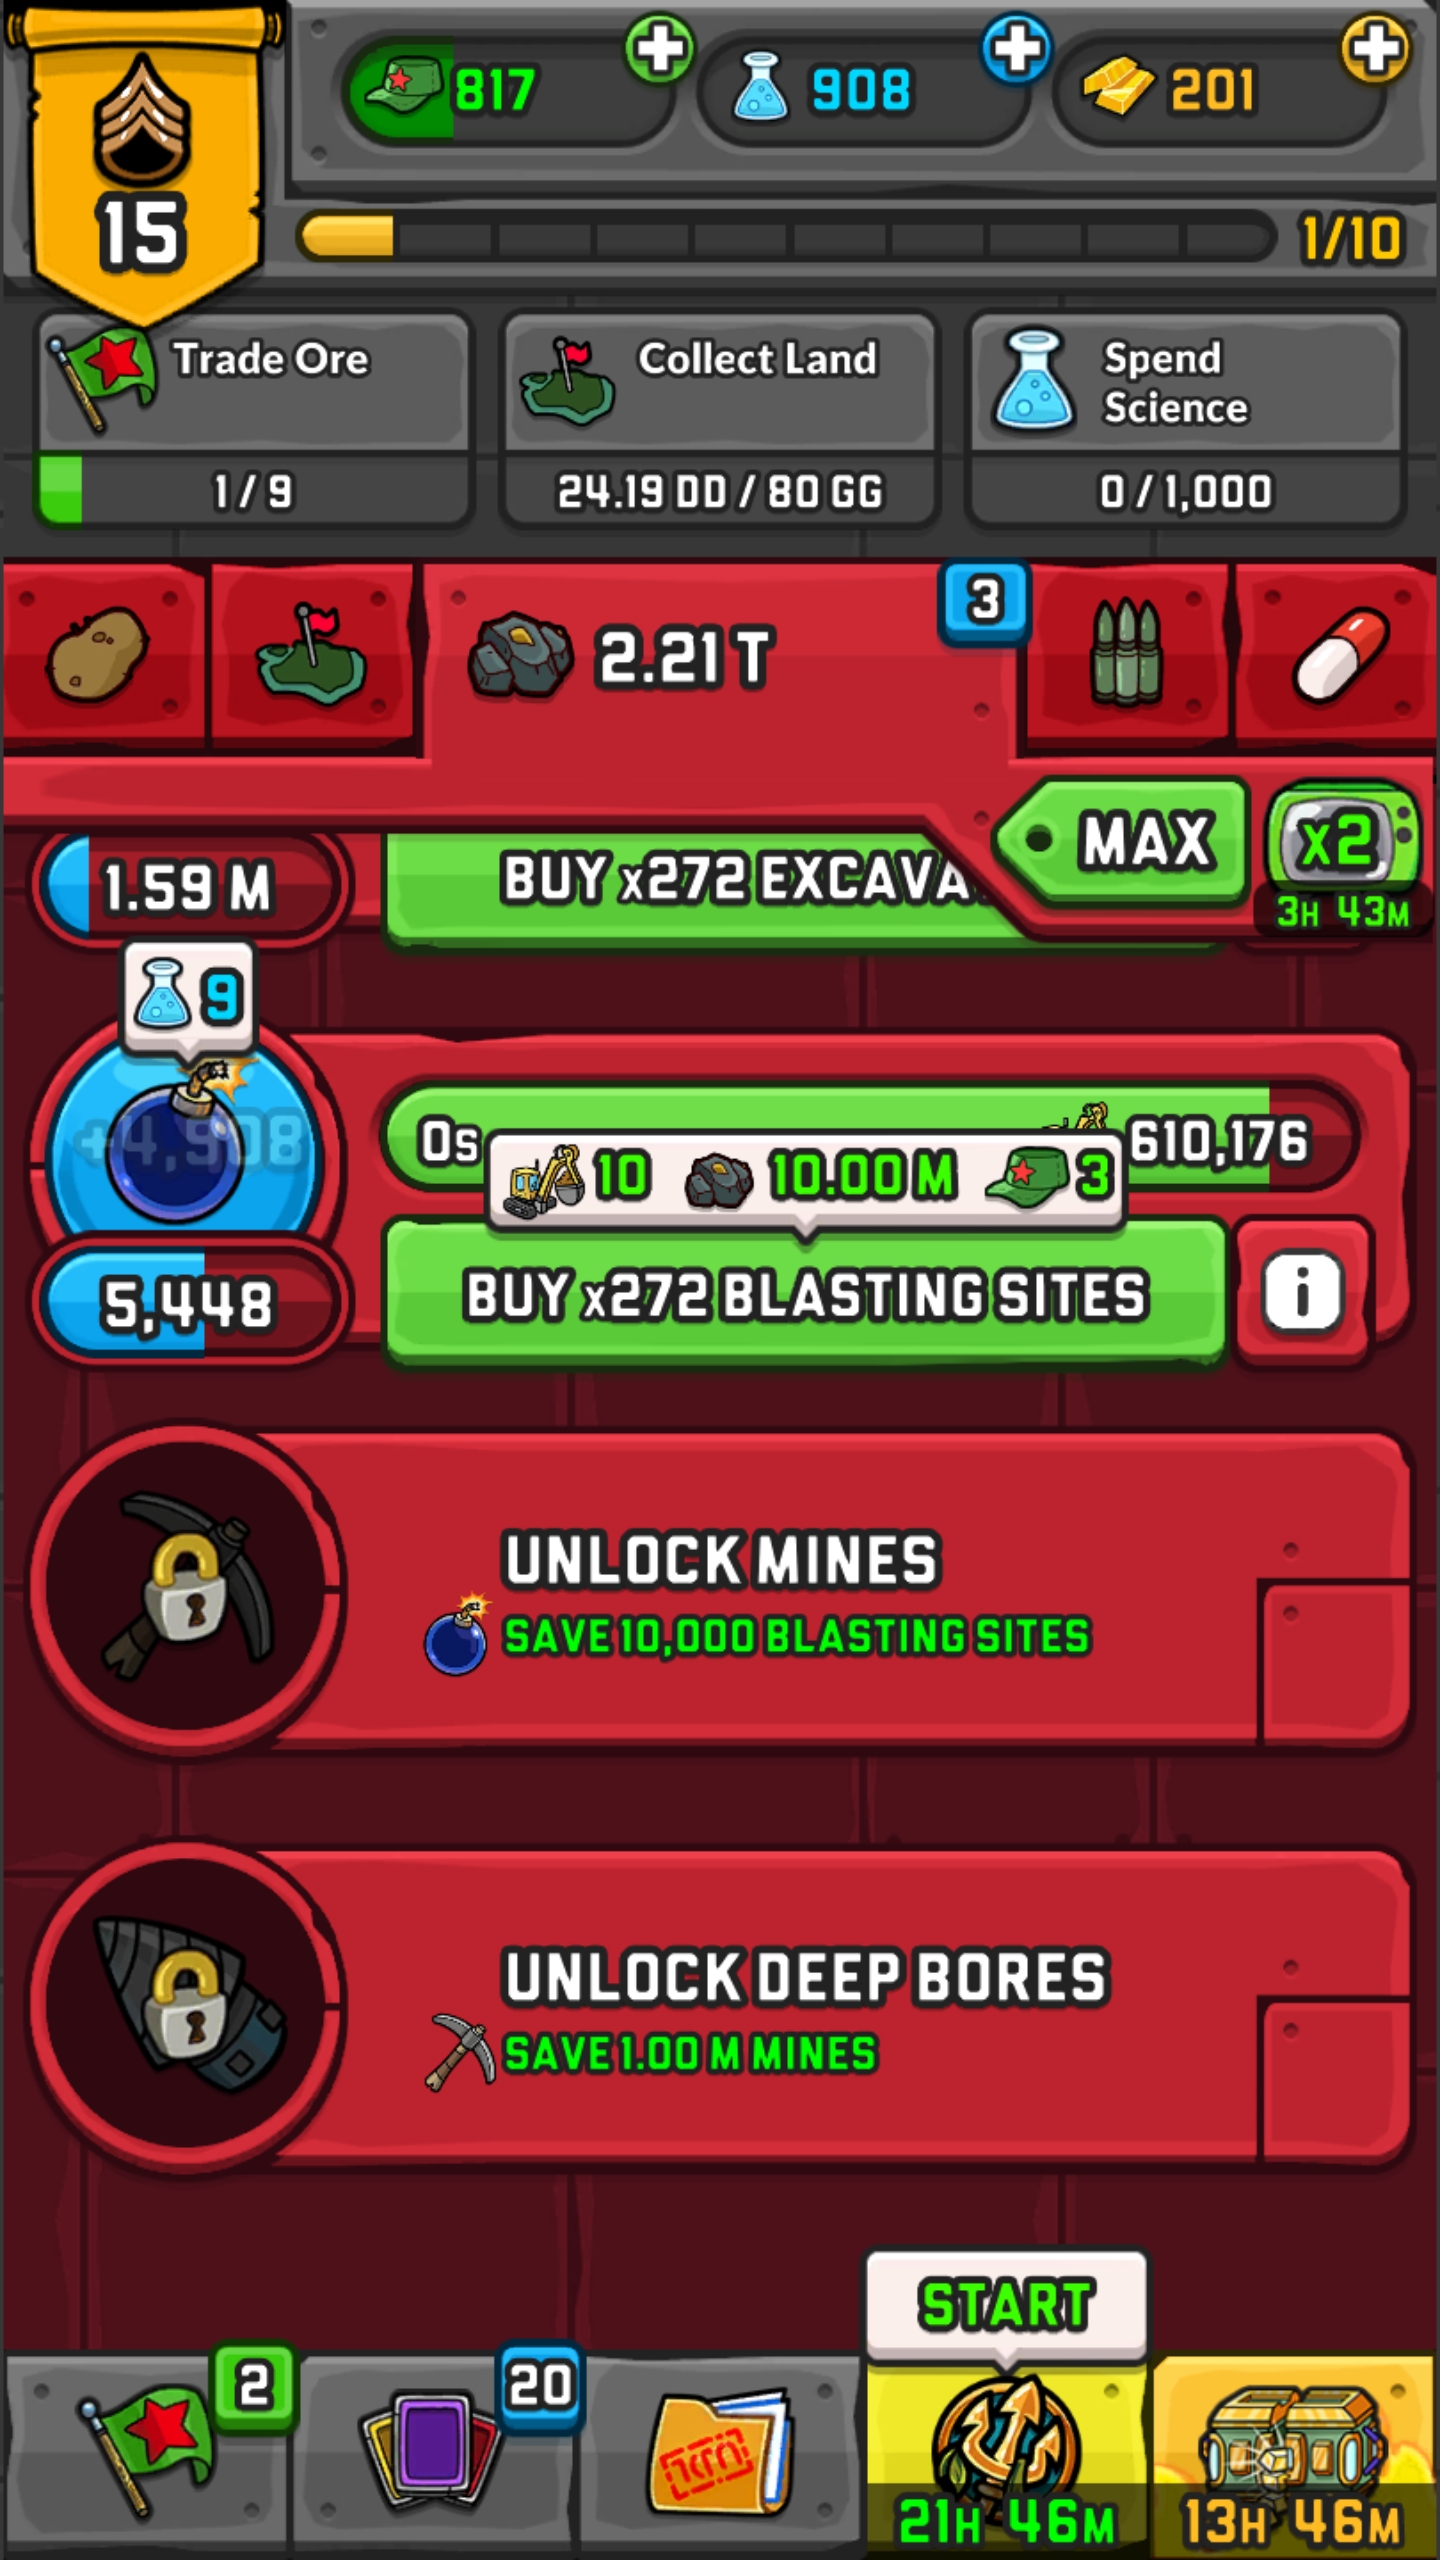 817
908
201
15
1/10
Trade Ore
Collect Land
Spend
Science
1 / 9
24.19 DD / 80 GG
0 / 1,000
2.21 T
3
MAX
x2
3H 43M
1.59 M
BUY x272 EXCAVA
9
+4,908
0s
610,176
10
10.00 M
3
5,448
BUY x272 BLASTING SITES
i
UNLOCK MINES
SAVE 10,000 BLASTING SITES
UNLOCK DEEP BORES
SAVE 1.00 M MINES
START
2
20
21H 46M
13H 46M